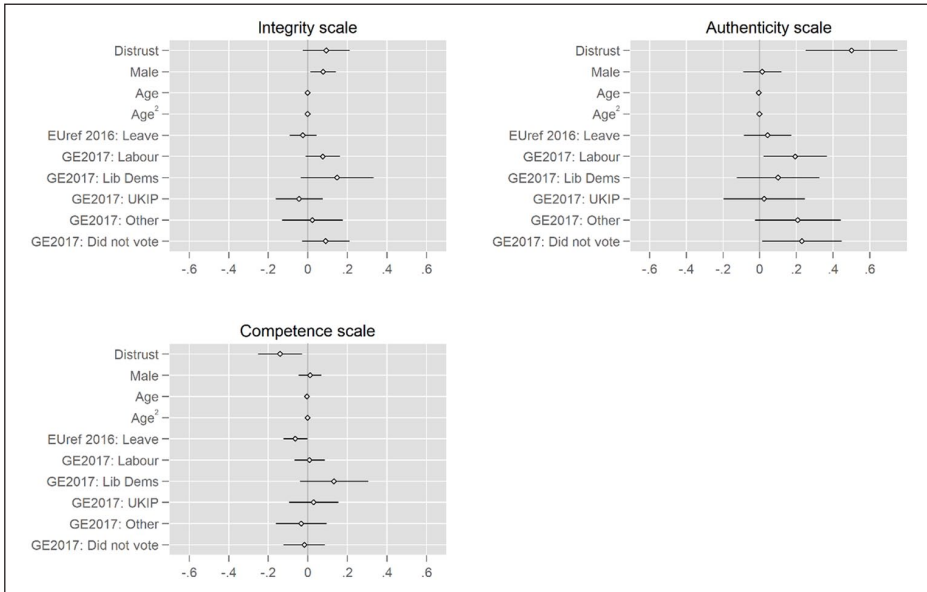 Integrity scale
Distrust
Male
Age
Age²
EUref 2016: Leave
GE2017: Labour
GE2017: Lib Dems
GE2017: UKIP
GE2017: Other
GE2017: Did not vote
-.6 -.4 -.2 0 .2 .4 .6
Authenticity scale
Distrust
Male
Age
Age²
EUref 2016: Leave
GE2017: Labour
GE2017: Lib Dems
GE2017: UKIP
GE2017: Other
GE2017: Did not vote
-.6 -.4 -.2 0 .2 .4 .6
Competence scale
Distrust
Male
Age
Age²
EUref 2016: Leave
GE2017: Labour
GE2017: Lib Dems
GE2017: UKIP
GE2017: Other
GE2017: Did not vote
-.6 -.4 -.2 0 .2 .4 .6